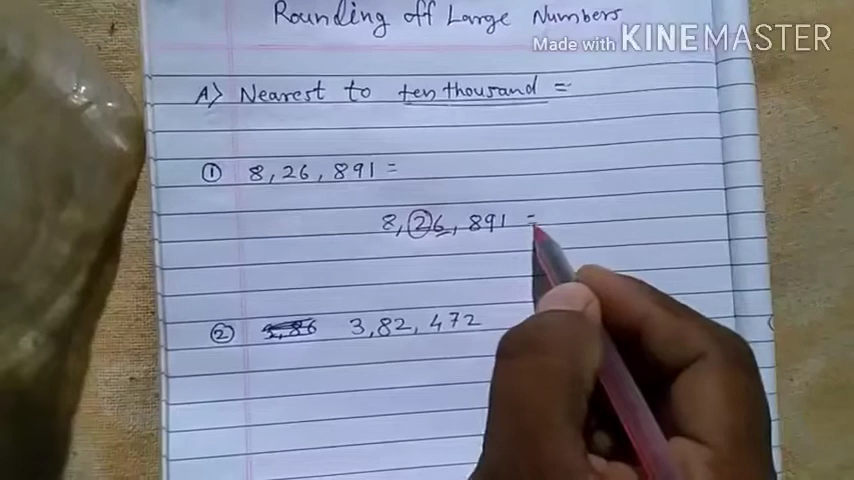 Rounding off Large Numbers
Made with KINEMASTER
A) Nearest to ten thousand =
① 8,26,891 =
8,26,891 =
② 3,82,472